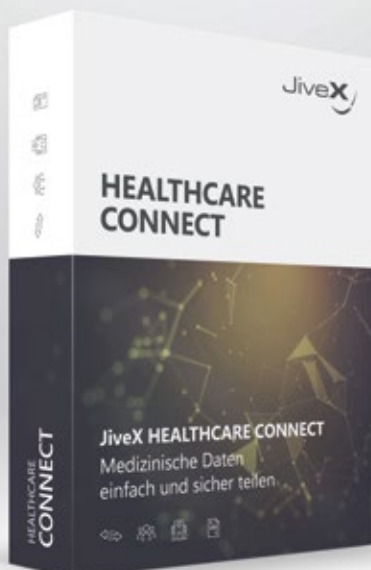 JiveX
HEALTHCARE
CONNECT
JiveX HEALTHCARE CONNECT
Medizinische Daten
einfach und sicher teilen
HEALTHCARE
CONNECT